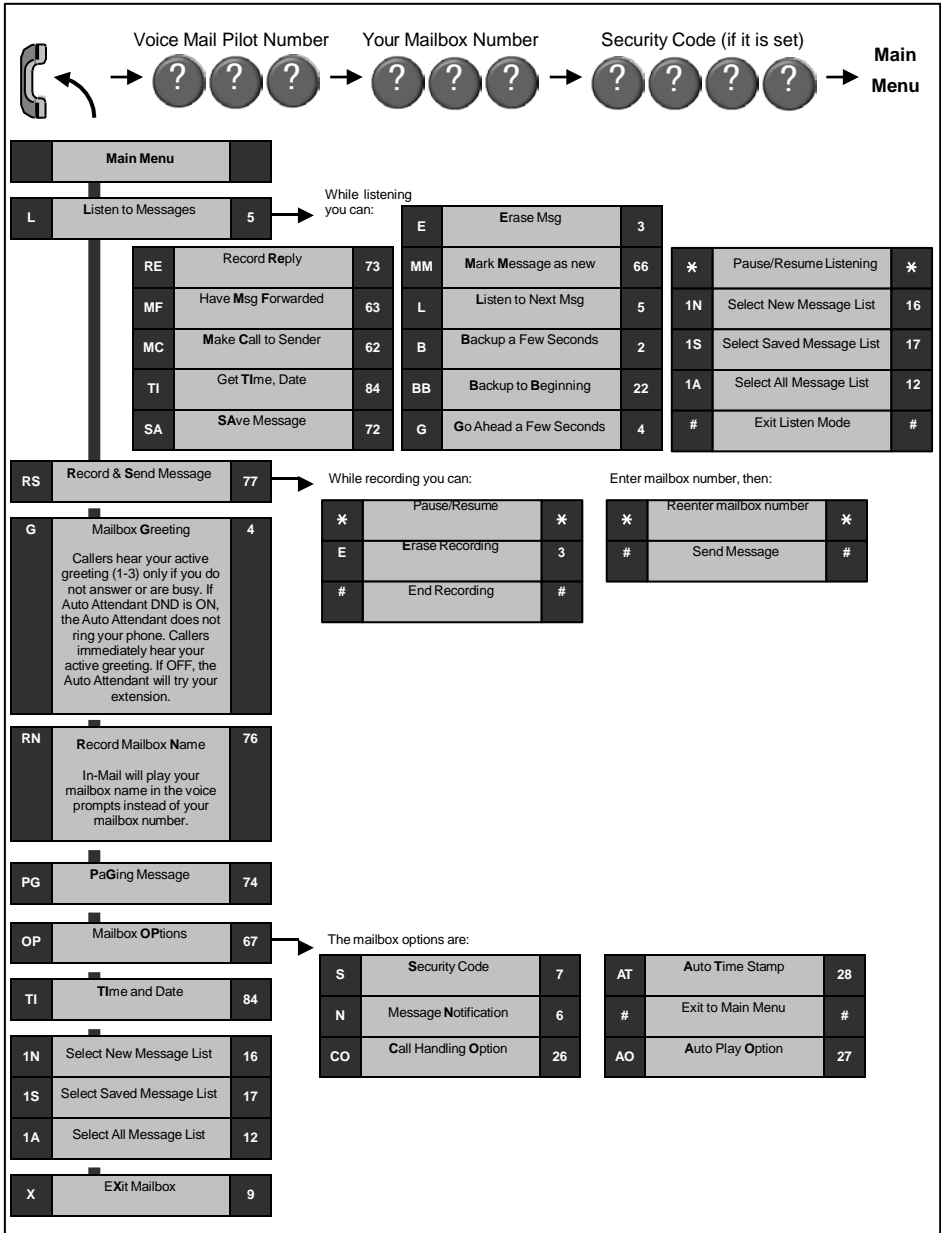 Voice Mail Pilot Number Your Mailbox Number Security Code (if it is set)
? ? ? ? ? ? ? ? ? ? Main
Menu
Main Menu
L Listen to Messages 5
While listening
you can:
E Erase Msg 3
MM Mark Message as new 66
L Listen to Next Msg 5
B Backup a Few Seconds 2
BB Backup to Beginning 22
G Go Ahead a Few Seconds 4
RE Record Reply 73
MF Have Msg Forwarded 63
MC Make Call to Sender 62
TI Get TIme, Date 84
SA SAve Message 72
* Pause/Resume Listening *
1N Select New Message List 16
1S Select Saved Message List 17
1A Select All Message List 12
# Exit Listen Mode #
RS Record & Send Message 77
While recording you can:
* Pause/Resume *
E Erase Recording 3
# End Recording #
Enter mailbox number, then:
* Reenter mailbox number *
# Send Message #
G Mailbox Greeting 4
Callers hear your active
greeting (1-3) only if you do
not answer or are busy. If
Auto Attendant DND is ON,
the Auto Attendant does not
ring your phone. Callers
immediately hear your
active greeting. If OFF, the
Auto Attendant will try your
extension.
RN Record Mailbox Name 76
In-Mail will play your
mailbox name in the voice
prompts instead of your
mailbox number.
PG PaGing Message 74
OP Mailbox OPtions 67
The mailbox options are:
S Security Code 7
N Message Notification 6
CO Call Handling Option 26
AT Auto Time Stamp 28
# Exit to Main Menu #
AO Auto Play Option 27
TI TIme and Date 84
1N Select New Message List 16
1S Select Saved Message List 17
1A Select All Message List 12
X EXit Mailbox 9